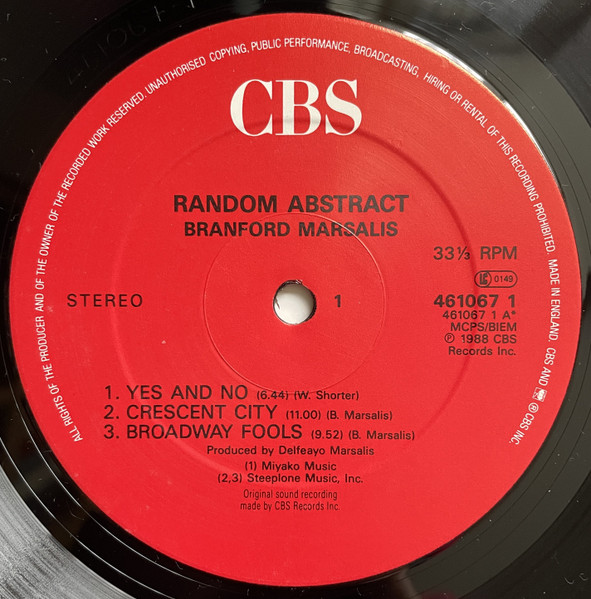 ALL RIGHTS OF THE PRODUCER AND OF THE OWNER OF THE RECORDED WORK RESERVED. UNAUTHORISED COPYING, PUBLIC PERFORMANCE, BROADCASTING, HIRING OR RENTAL OF THIS RECORDING PROHIBITED. MADE IN ENGLAND. CBS AND ® CBS INC.
CBS
RANDOM ABSTRACT
BRANFORD MARSALIS
33⅓ RPM
LC 0149
STEREO
1
461067 1
461067 1 A*
MCPS/BIEM
℗ 1988 CBS
Records Inc.
1. YES AND NO (6.44) (W. Shorter)
2. CRESCENT CITY (11.00) (B. Marsalis)
3. BROADWAY FOOLS (9.52) (B. Marsalis)
Produced by Delfeayo Marsalis
(1) Miyako Music
(2,3) Steeplone Music, Inc.
Original sound recording
made by CBS Records Inc.